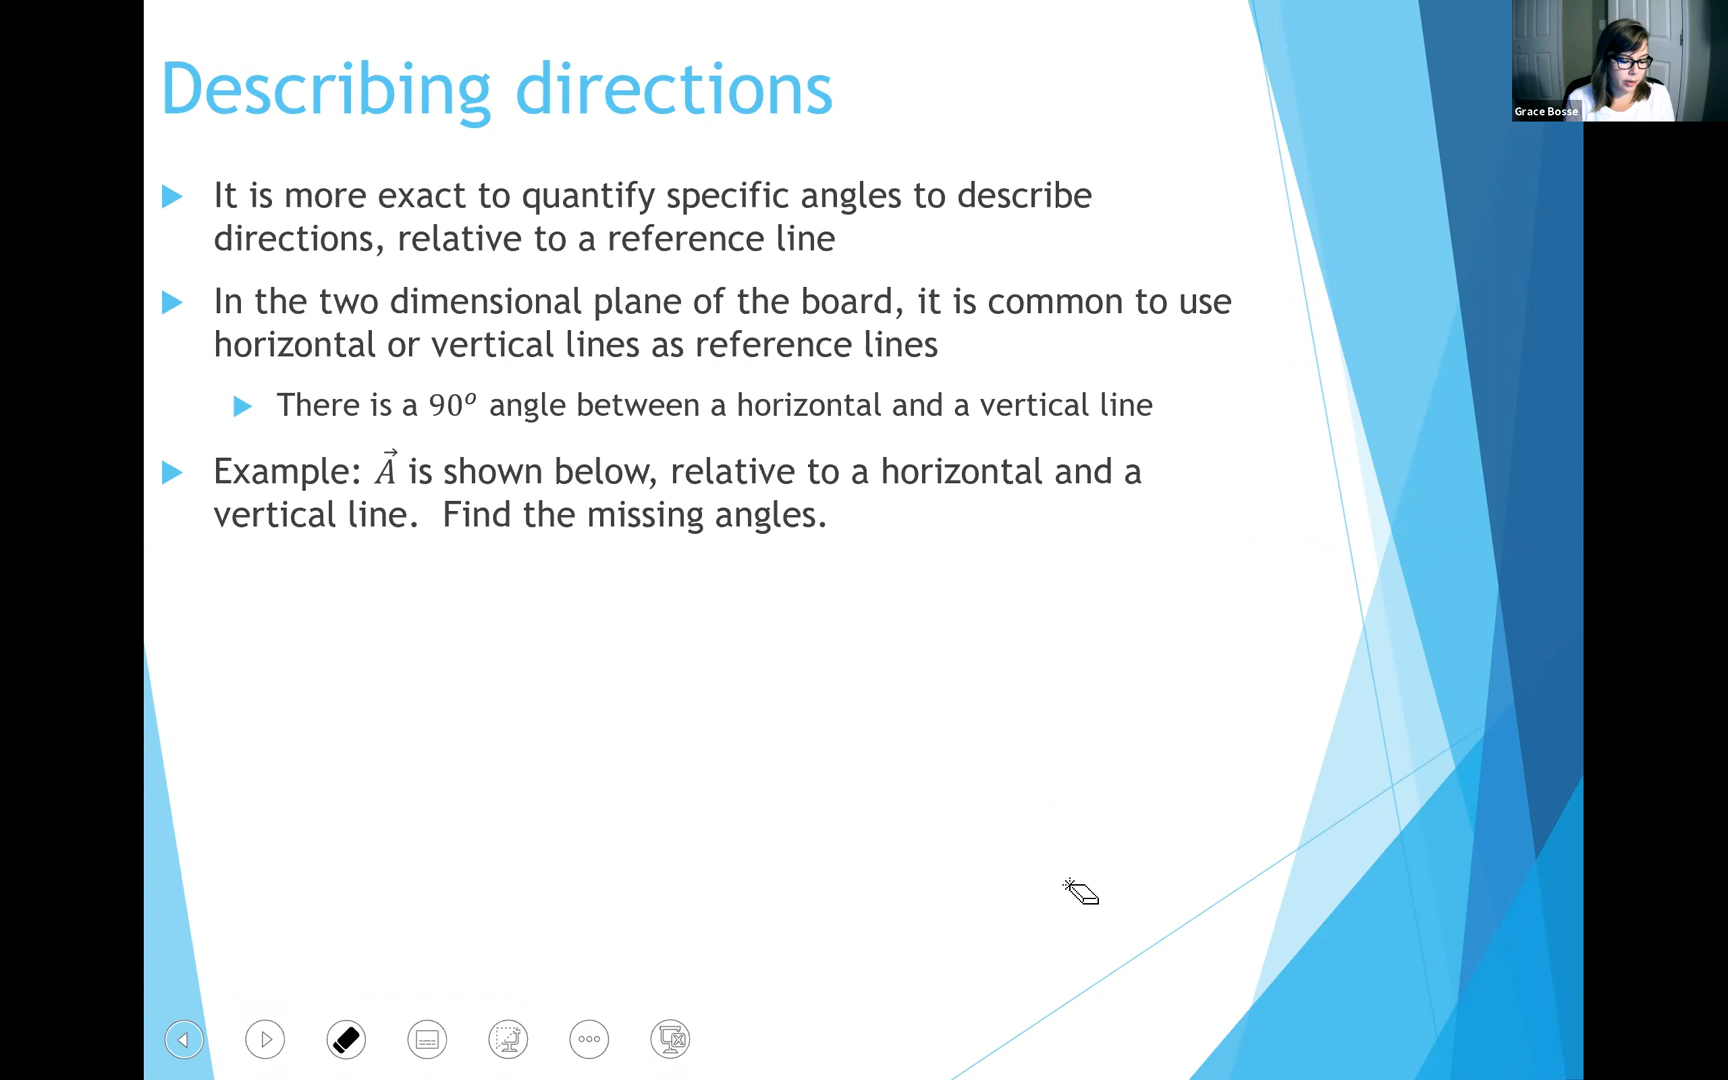 Describing directions
Grace Bosse
It is more exact to quantify specific angles to describe
directions, relative to a reference line
In the two dimensional plane of the board, it is common to use
horizontal or vertical lines as reference lines
There is a 90° angle between a horizontal and a vertical line
Example: A⃗ is shown below, relative to a horizontal and a
vertical line. Find the missing angles.